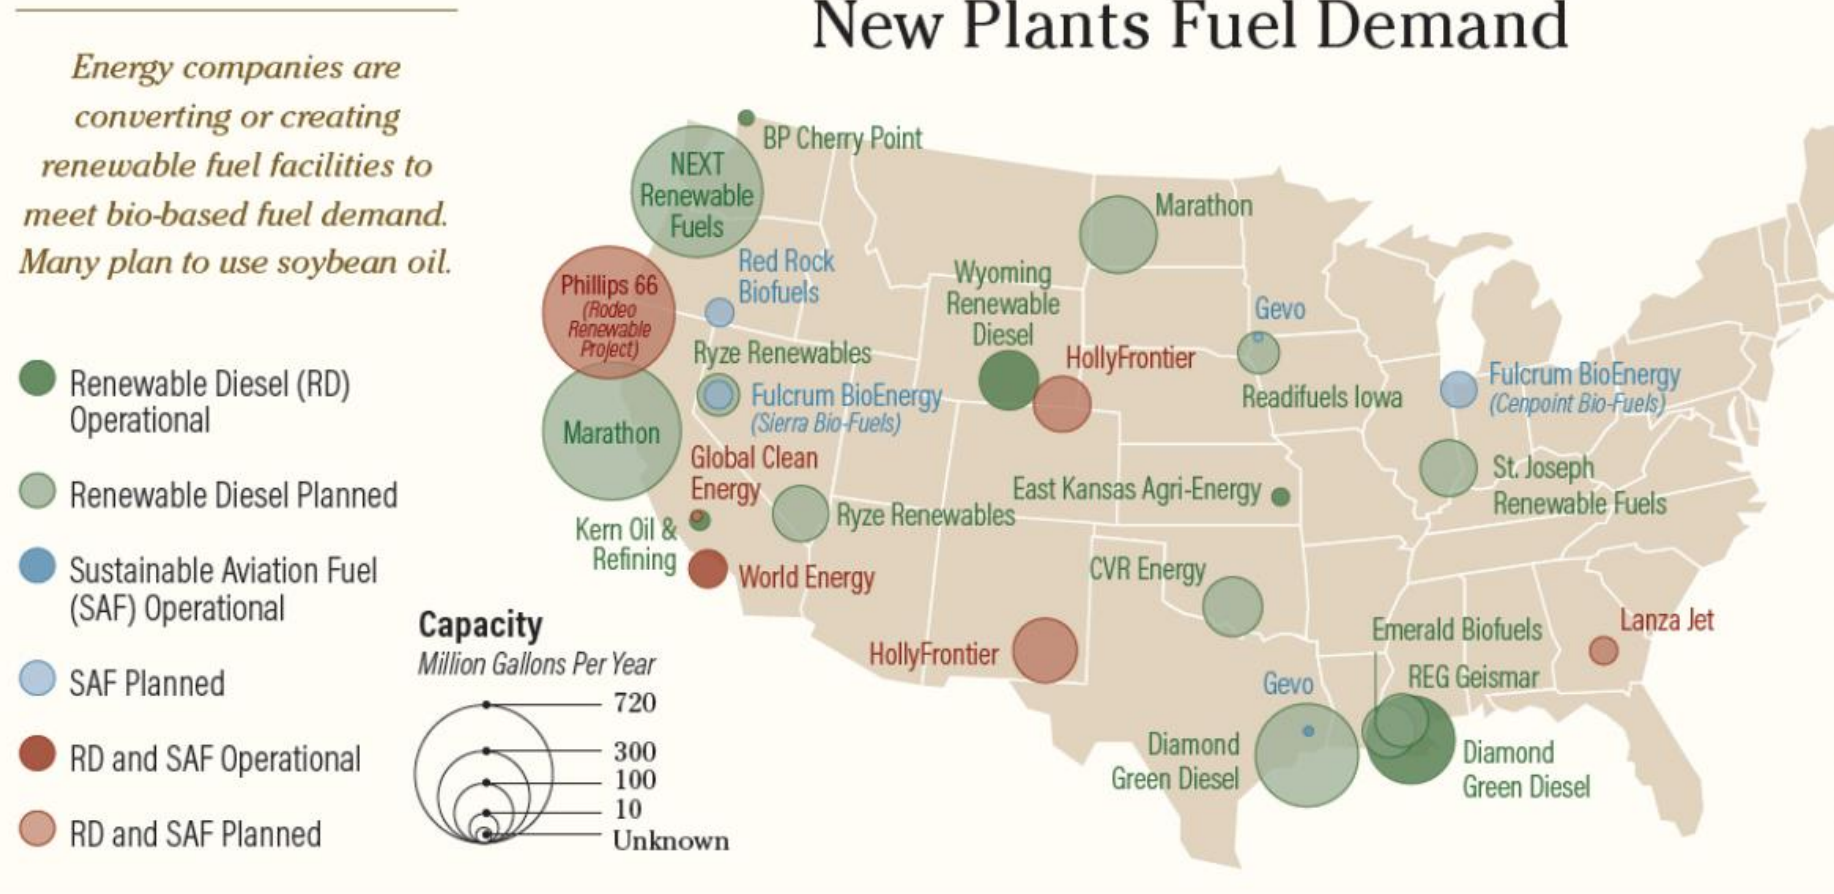 New Plants Fuel Demand
Energy companies are
converting or creating
renewable fuel facilities to
meet bio-based fuel demand.
Many plan to use soybean oil.
Renewable Diesel (RD)
Operational
Renewable Diesel Planned
Sustainable Aviation Fuel
(SAF) Operational
SAF Planned
RD and SAF Operational
RD and SAF Planned
Capacity
Million Gallons Per Year
720
300
100
10
Unknown
BP Cherry Point
NEXT
Renewable
Fuels
Marathon
Red Rock
Biofuels
Phillips 66
(Rodeo
Renewable
Project)
Wyoming
Renewable
Diesel
Gevo
Ryze Renewables
HollyFrontier
Fulcrum BioEnergy
(Sierra Bio-Fuels)
Readifuels Iowa
Fulcrum BioEnergy
(Cenpoint Bio-Fuels)
Marathon
Global Clean
Energy
East Kansas Agri-Energy
St. Joseph
Renewable Fuels
Kern Oil &
Refining
Ryze Renewables
World Energy
CVR Energy
HollyFrontier
Emerald Biofuels
Lanza Jet
REG Geismar
Gevo
Diamond
Green Diesel
Diamond
Green Diesel